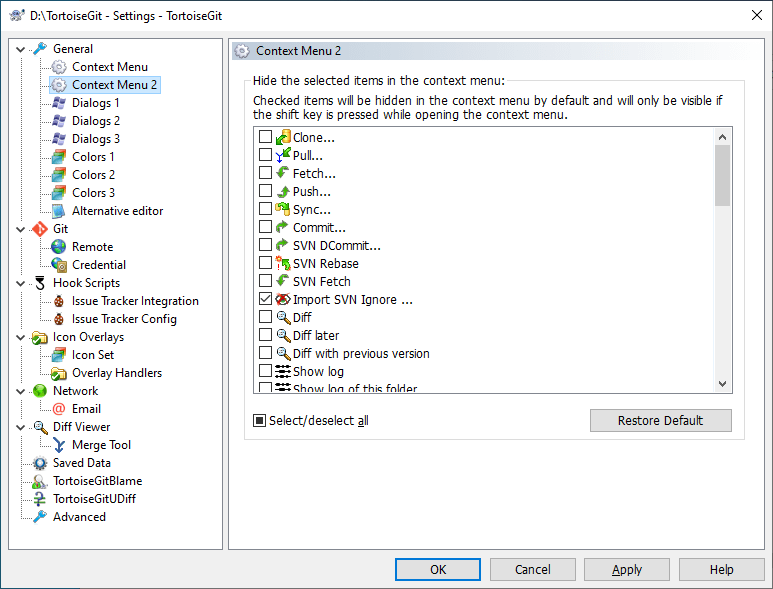 D:\TortoiseGit - Settings - TortoiseGit
General
Context Menu
Context Menu 2
Dialogs 1
Dialogs 2
Dialogs 3
Colors 1
Colors 2
Colors 3
Alternative editor
Git
Remote
Credential
Hook Scripts
Issue Tracker Integration
Issue Tracker Config
Icon Overlays
Icon Set
Overlay Handlers
Network
Email
Diff Viewer
Merge Tool
Saved Data
TortoiseGitBlame
TortoiseGitUDiff
Advanced
Context Menu 2
Hide the selected items in the context menu:
Checked items will be hidden in the context menu by default and will only be visible if
the shift key is pressed while opening the context menu.
Clone...
Pull...
Fetch...
Push...
Sync...
Commit...
SVN DCommit...
SVN Rebase
SVN Fetch
Import SVN Ignore ...
Diff
Diff later
Diff with previous version
Show log
Show log of this folder
Select/deselect all
Restore Default
OK
Cancel
Apply
Help